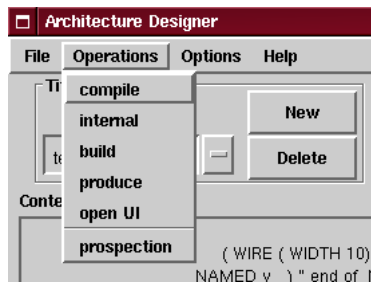 Architecture Designer
File Operations Options Help
compile
internal
build
produce
open UI
prospection
New
Delete
( WIRE ( WIDTH 10)
NAMED y ) " end of